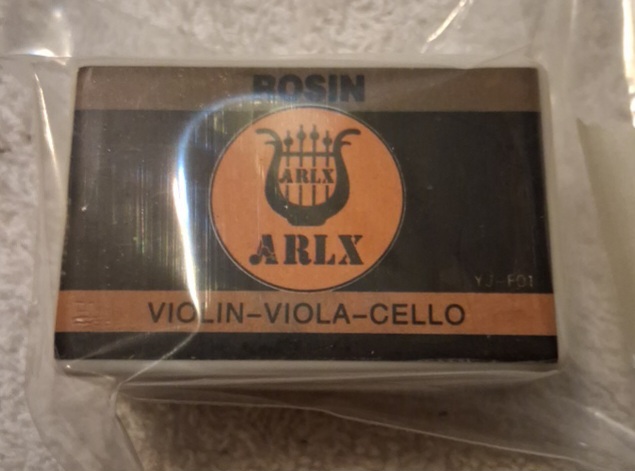 ROSIN
ARLX
ARLX
YJ-F01
VIOLIN-VIOLA-CELLO